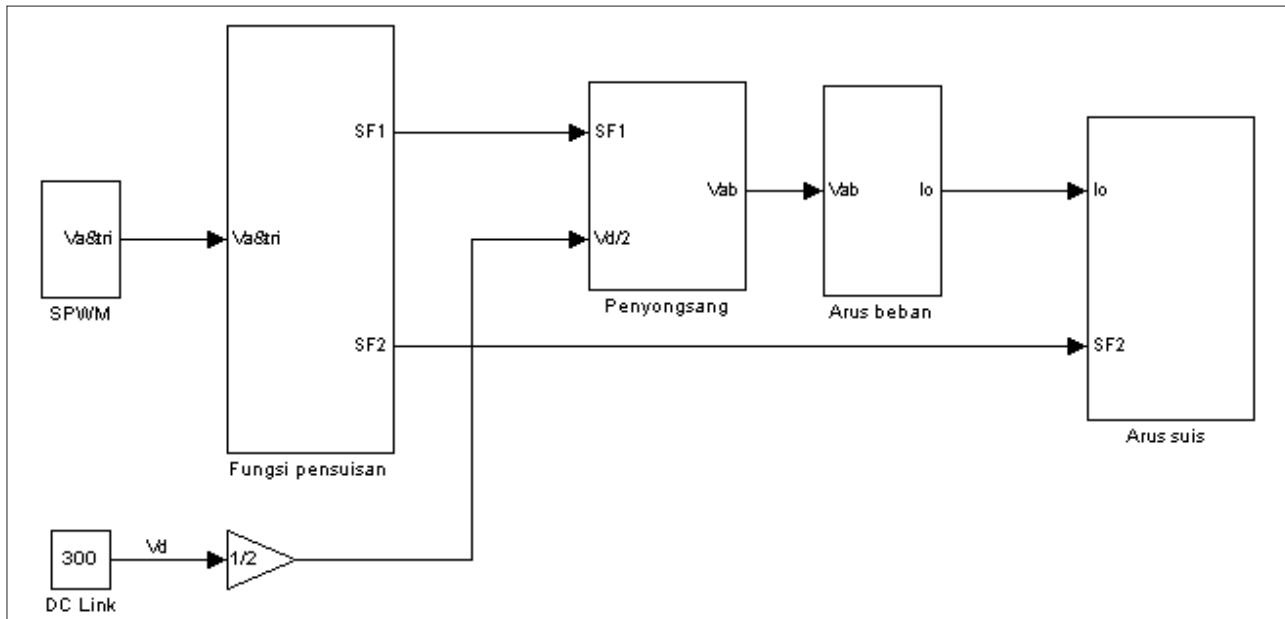 Va&tri
SPWM
Va&tri
SF1
SF2
Fungsi pensuisan
SF1
Vd/2
Vab
Penyongsang
Vab
Io
Arus beban
Io
SF2
Arus suis
300
DC Link
Vd
1/2